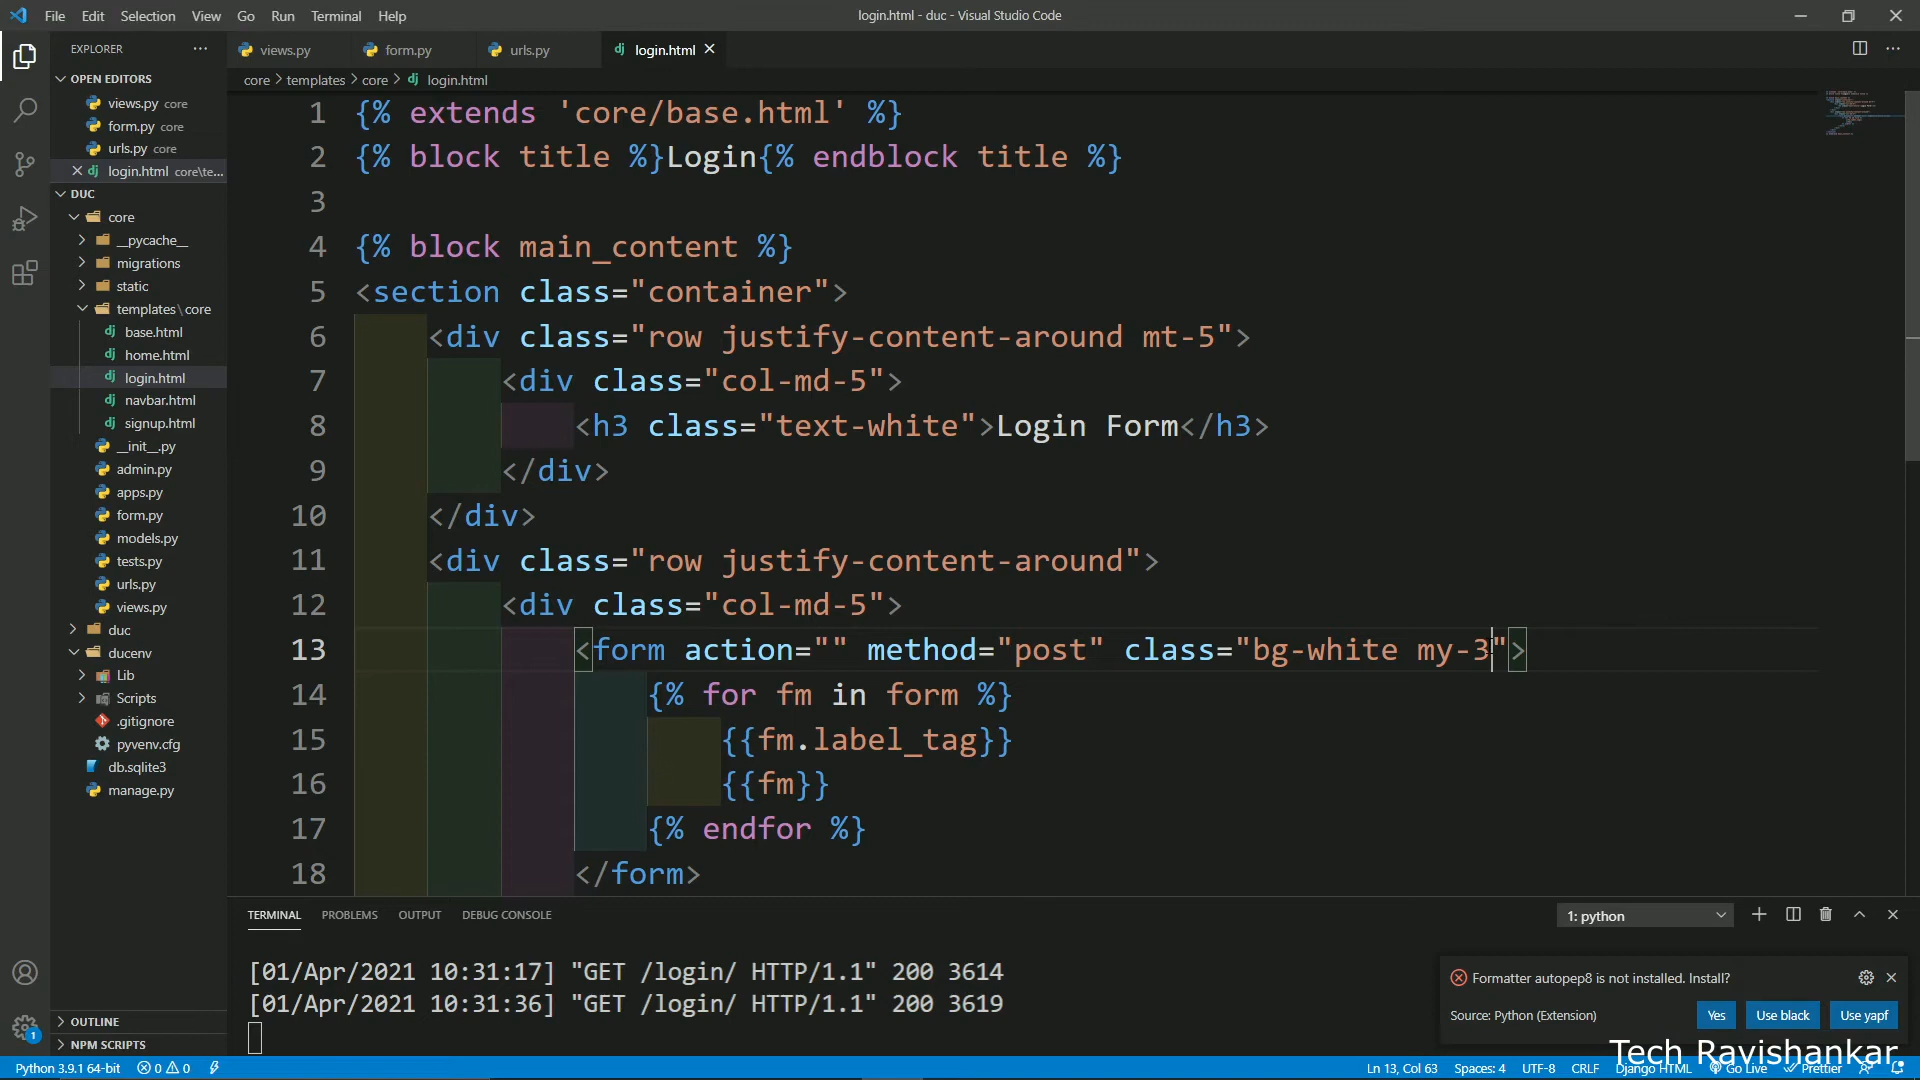 File Edit Selection View Go Run Terminal Help
login.html - duc - Visual Studio Code
EXPLORER
OPEN EDITORS
views.py core
form.py core
urls.py core
login.html core\te...
DUC
core
__pycache__
migrations
static
templates\core
base.html
home.html
login.html
navbar.html
signup.html
__init__.py
admin.py
apps.py
form.py
models.py
tests.py
urls.py
views.py
duc
ducenv
Lib
Scripts
.gitignore
pyvenv.cfg
db.sqlite3
manage.py
OUTLINE
NPM SCRIPTS
views.py form.py urls.py login.html
core > templates > core > login.html
1 {% extends 'core/base.html' %}
2 {% block title %}Login{% endblock title %}
3
4 {% block main_content %}
5 <section class="container">
6 <div class="row justify-content-around mt-5">
7 <div class="col-md-5">
8 <h3 class="text-white">Login Form</h3>
9 </div>
10 </div>
11 <div class="row justify-content-around">
12 <div class="col-md-5">
13 <form action="" method="post" class="bg-white my-3">
14 {% for fm in form %}
15 {{fm.label_tag}}
16 {{fm}}
17 {% endfor %}
18 </form>
TERMINAL PROBLEMS OUTPUT DEBUG CONSOLE
1: python
[01/Apr/2021 10:31:17] "GET /login/ HTTP/1.1" 200 3614
[01/Apr/2021 10:31:36] "GET /login/ HTTP/1.1" 200 3619
Formatter autopep8 is not installed. Install?
Source: Python (Extension)
Yes Use black Use yapf
Tech Ravishankar.
1
Python 3.9.1 64-bit 0 0
Ln 13, Col 63 Spaces: 4 UTF-8 CRLF Django HTML Go Live Prettier